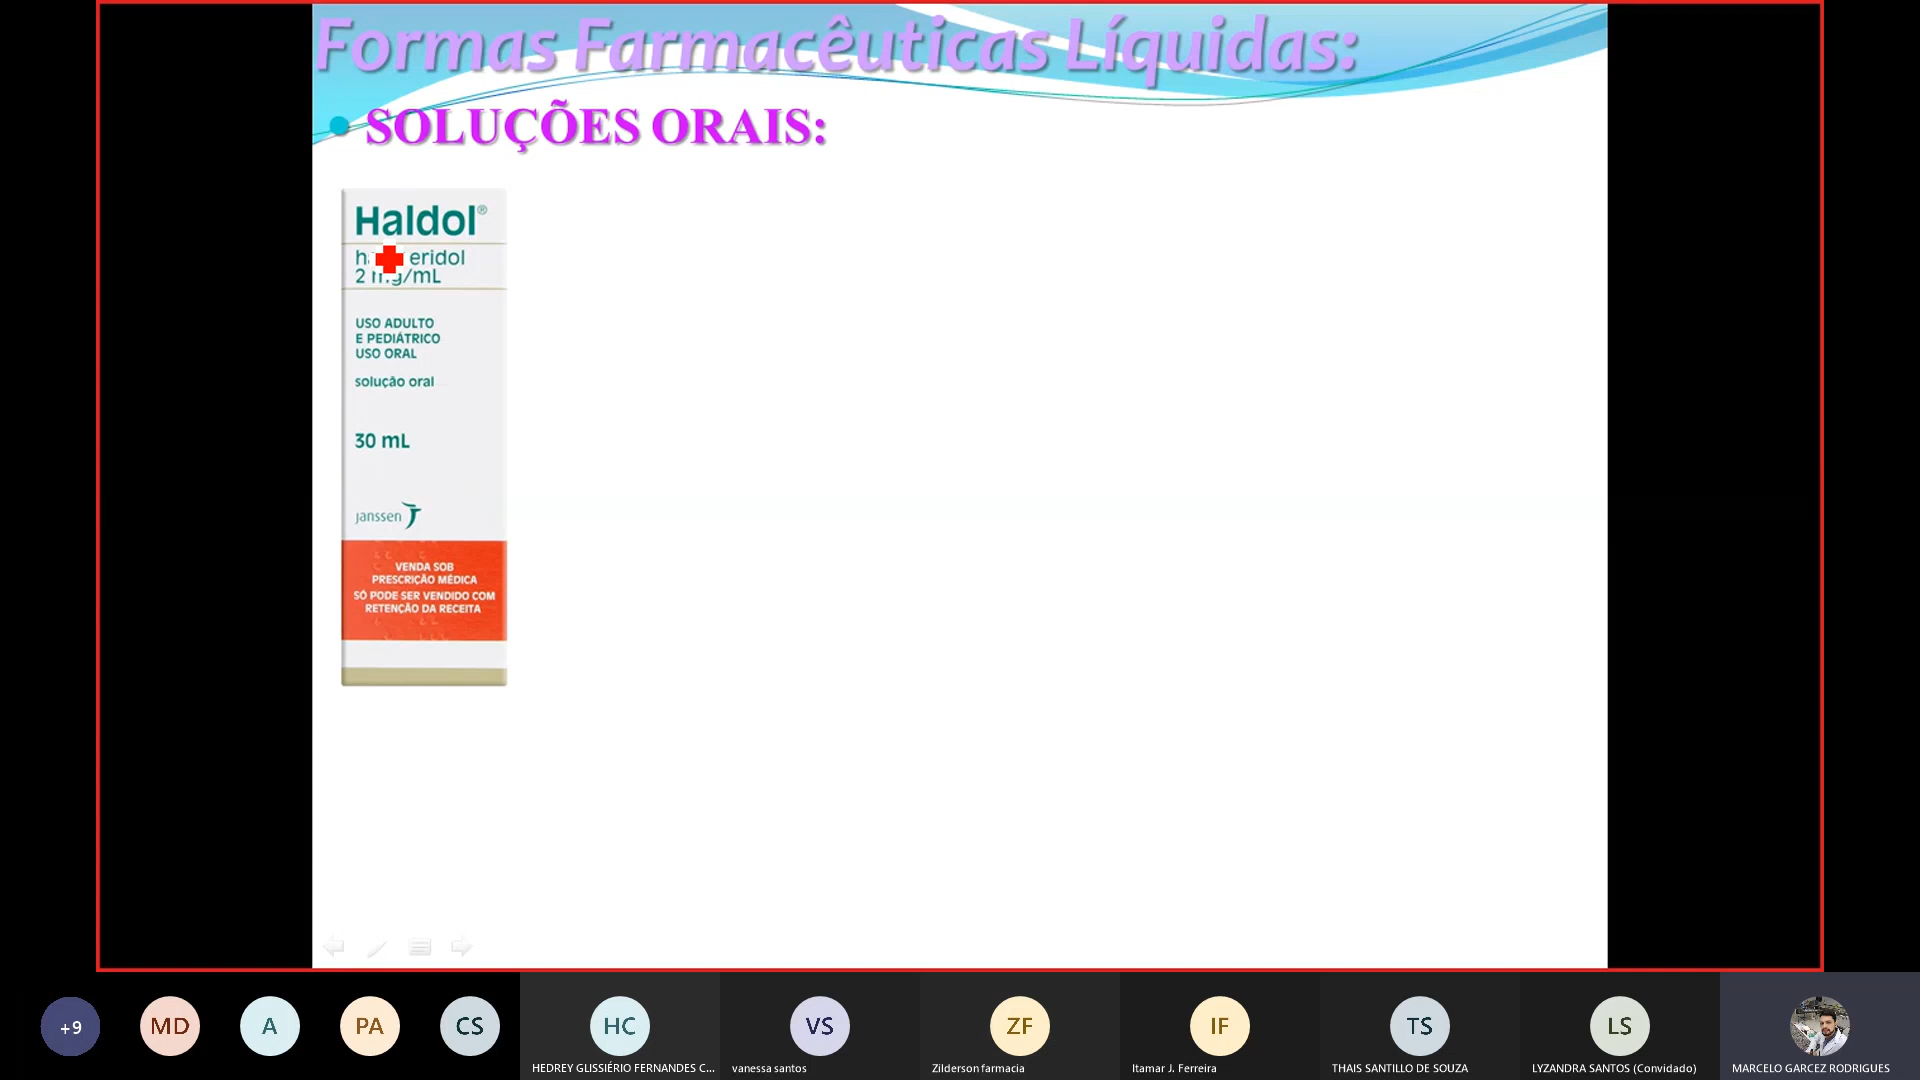 Formas Farmacêuticas Líquidas:
SOLUÇÕES ORAIS:
Haldol®
2 mg/mL
USO ADULTO
E PEDIÁTRICO
USO ORAL
solução oral
30 mL
janssen
VENDA SOB
PRESCRIÇÃO MÉDICA
SÓ PODE SER VENDIDO COM
RETENÇÃO DA RECEITA
+9
MD
A
PA
CS
HC
VS
ZF
IF
TS
LS
HEDREY GLISSIÉRIO FERNANDES C...
vanessa santos
Zilderson farmacia
Itamar J. Ferreira
THAIS SANTILLO DE SOUZA
LYZANDRA SANTOS (Convidado)
MARCELO GARCEZ RODRIGUES